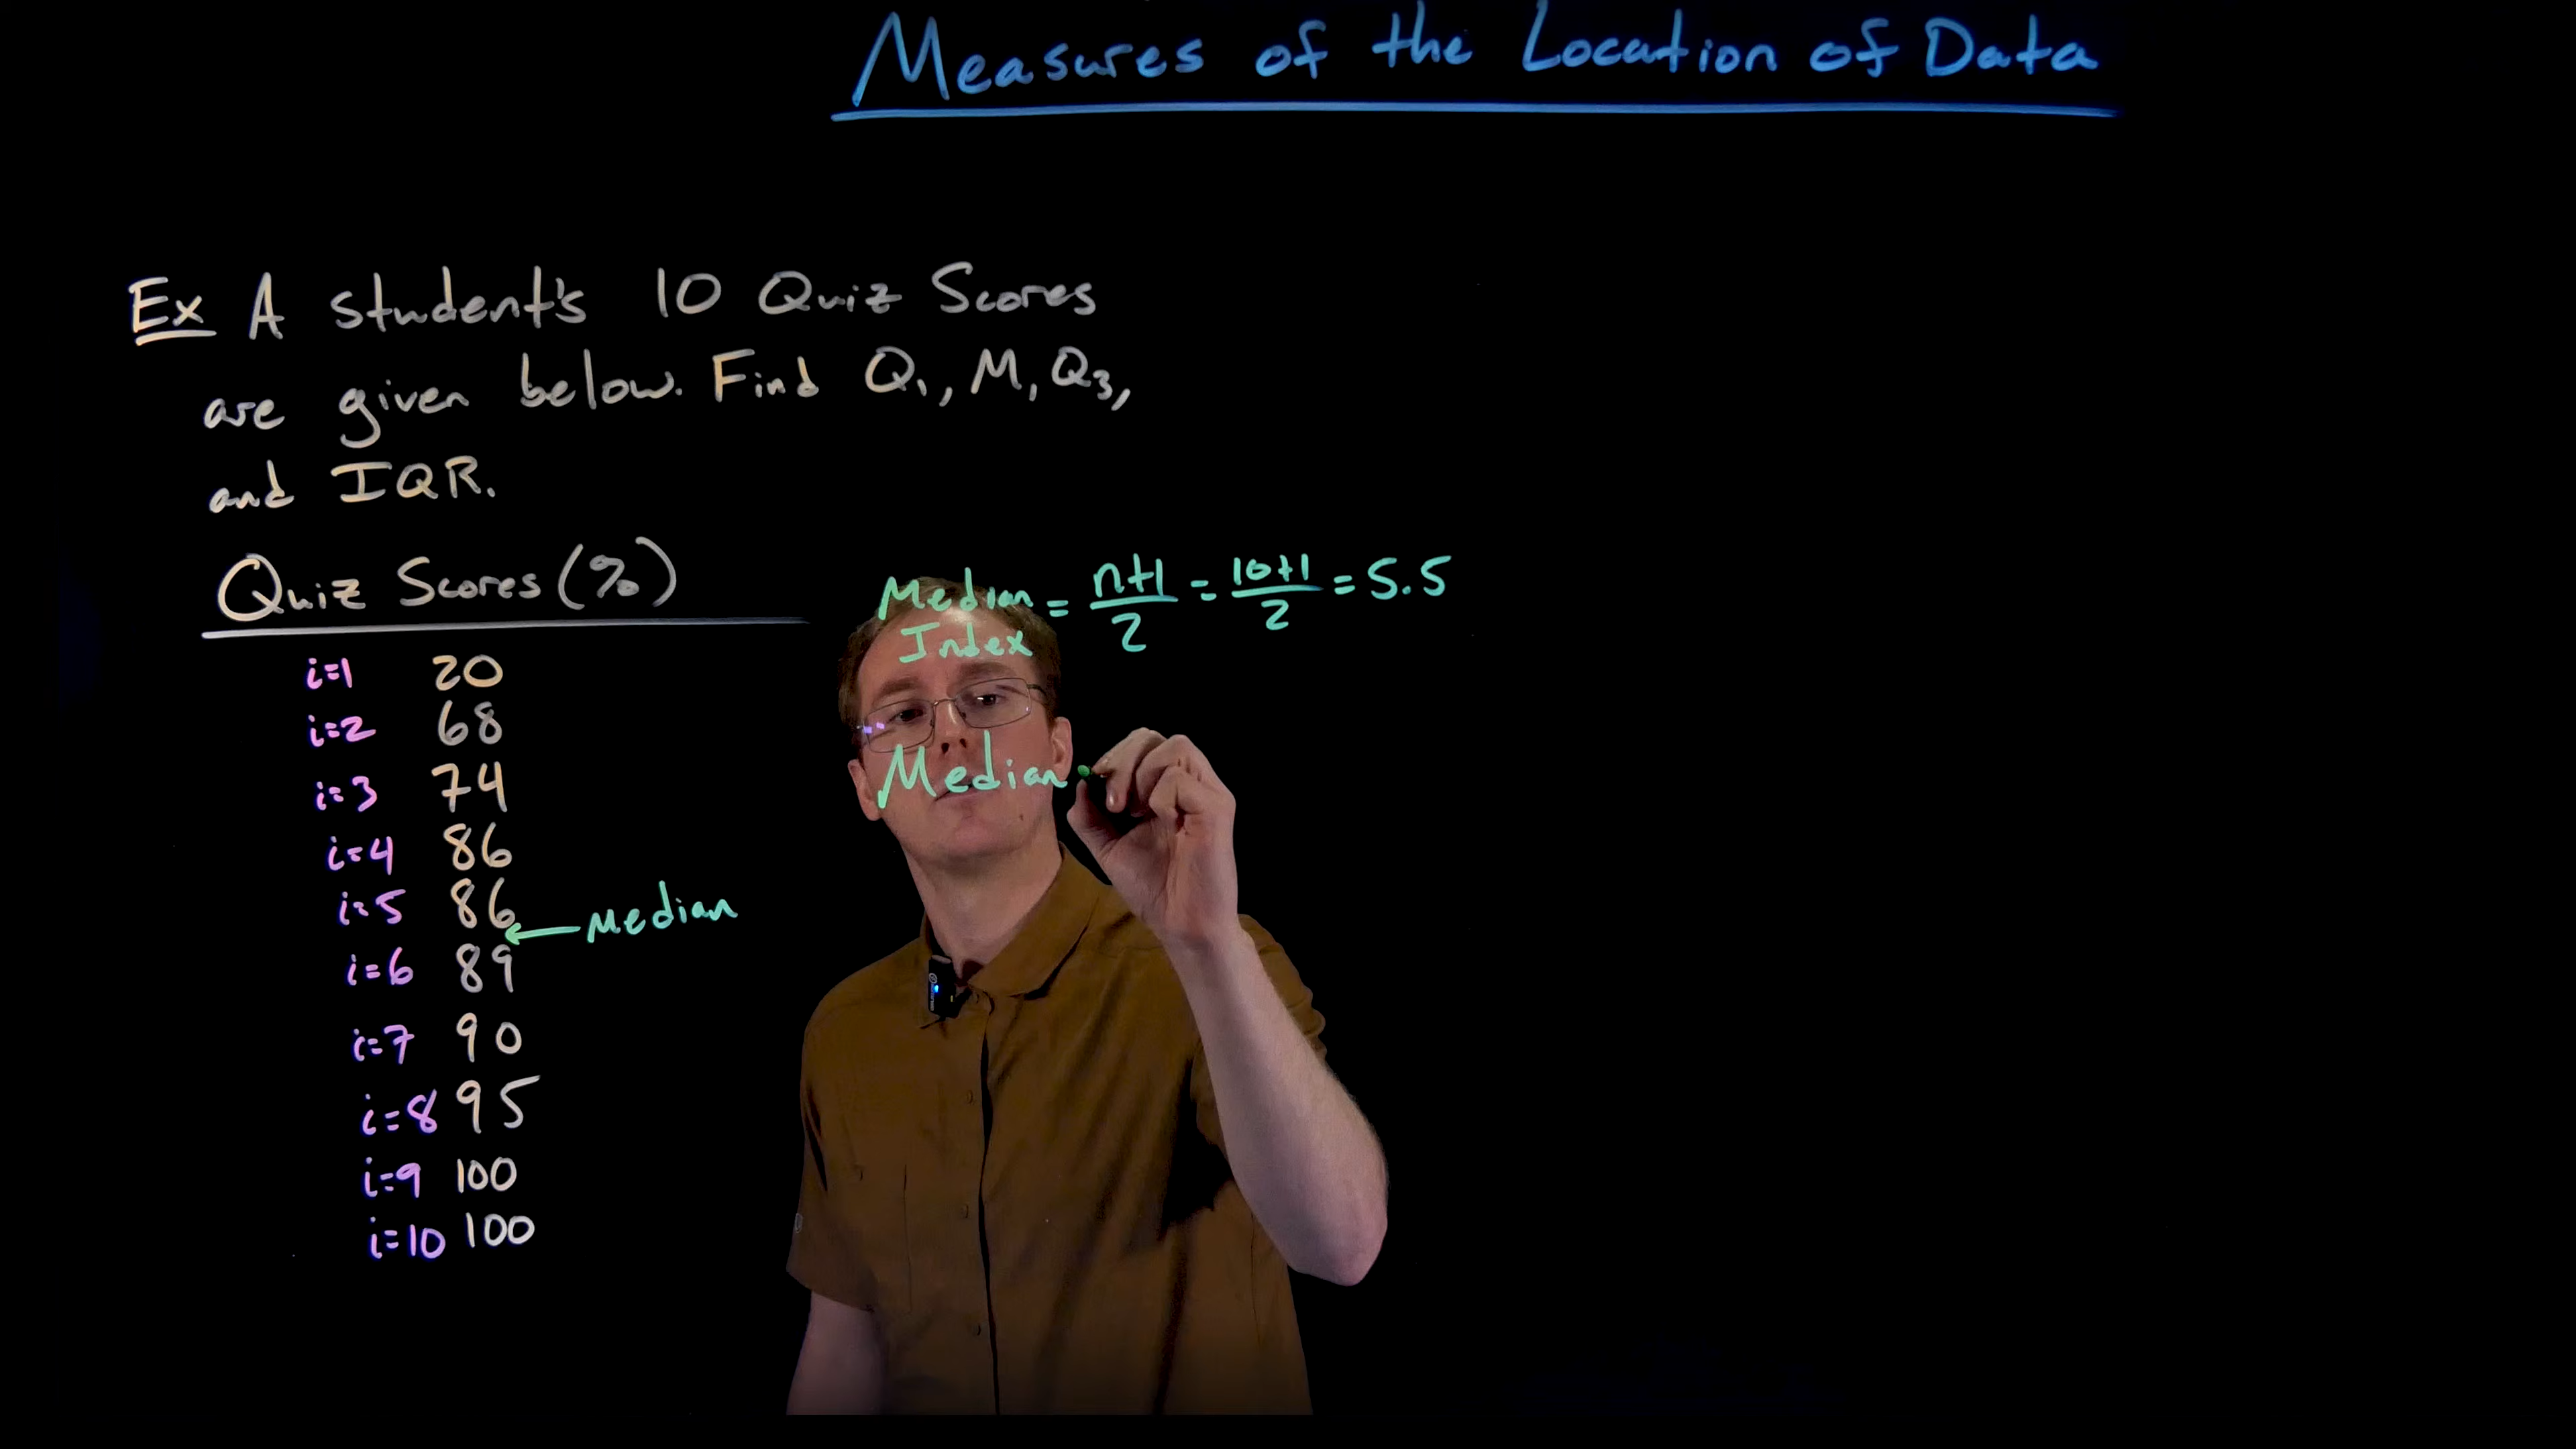 Measures of the Location of Data
Ex A student's 10 Quiz Scores
are given below. Find Q₁, M, Q₃,
and IQR.
Quiz Scores (%)
i=1 20
i=2 68
i=3 74
i=4 86
i=5 86
← Median
i=6 89
i=7 90
i=8 95
i=9 100
i=10 100
Median Index = n+1/2 = 10+1/2 = 5.5
Median